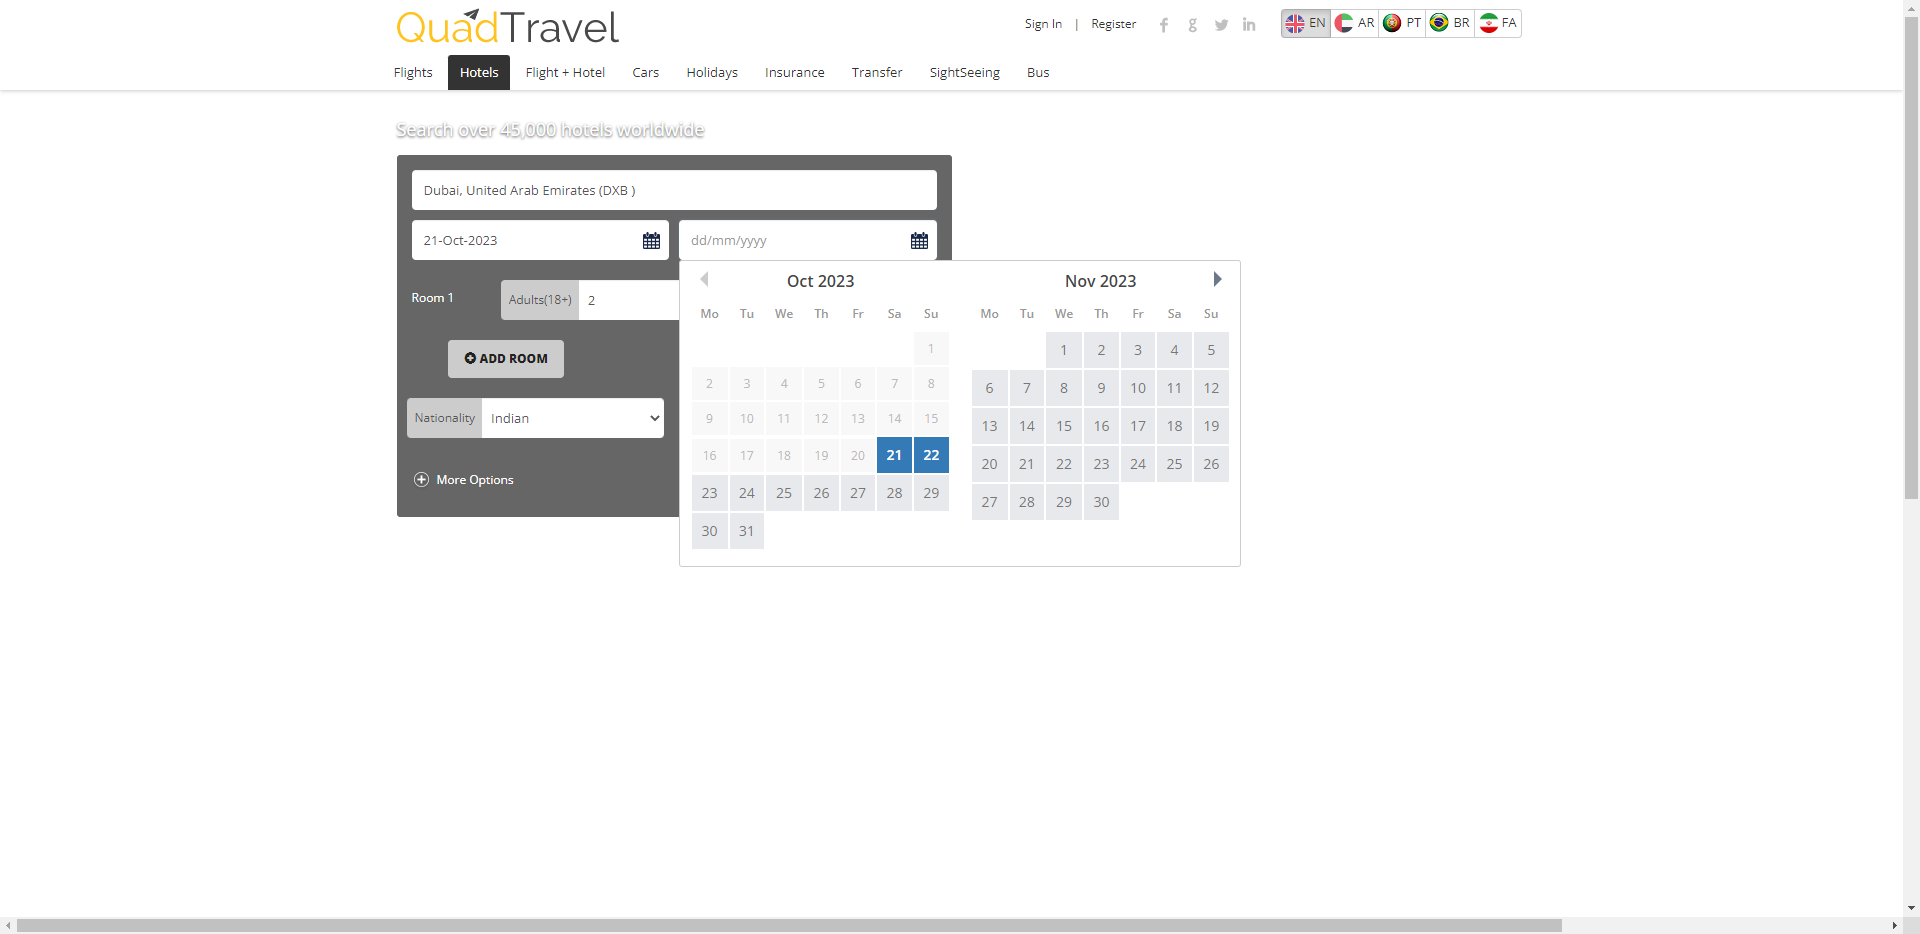 QuadTravel
Sign In | Register
EN AR PT BR FA
Flights Hotels Flight + Hotel Cars Holidays Insurance Transfer SightSeeing Bus
Search over 45,000 hotels worldwide
Dubai, United Arab Emirates (DXB )
21-Oct-2023 dd/mm/yyyy
Room 1 Adults(18+) 2
ADD ROOM
Nationality Indian
More Options
Oct 2023
Mo Tu We Th Fr Sa Su
1
2 3 4 5 6 7 8
9 10 11 12 13 14 15
16 17 18 19 20 21 22
23 24 25 26 27 28 29
30 31
Nov 2023
Mo Tu We Th Fr Sa Su
1 2 3 4 5
6 7 8 9 10 11 12
13 14 15 16 17 18 19
20 21 22 23 24 25 26
27 28 29 30